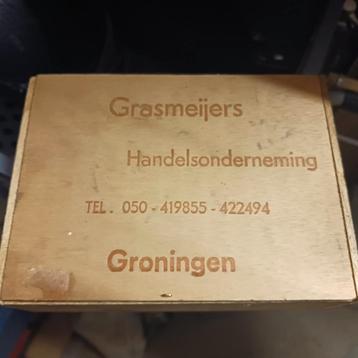 Grasmeijers
Handelsonderneming
TEL. 050 - 419855 - 422494
Groningen